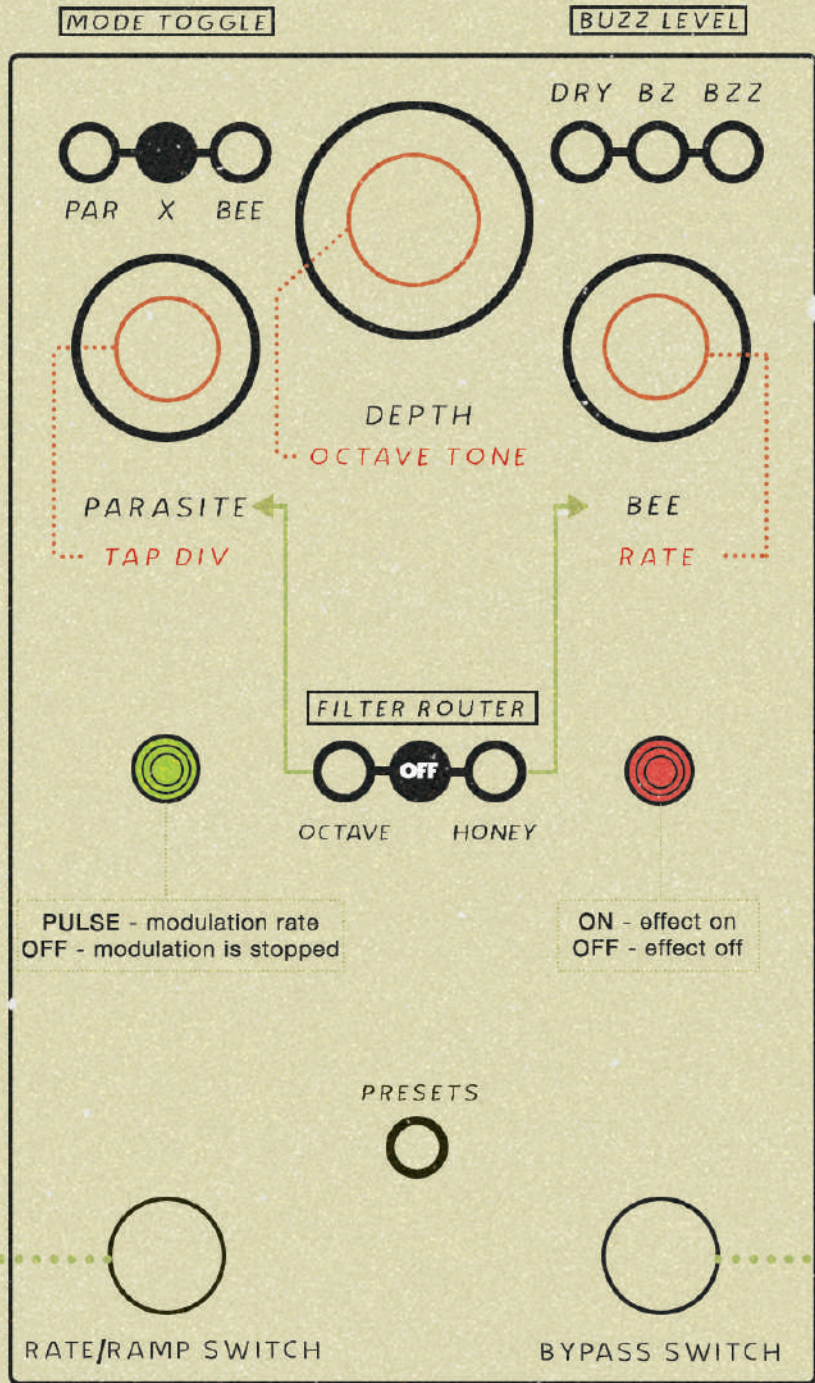 MODE TOGGLE
BUZZ LEVEL
DRY BZ BZZ
PAR X BEE
DEPTH
OCTAVE TONE
PARASITE
TAP DIV
BEE
RATE
FILTER ROUTER
OFF
OCTAVE HONEY
PULSE - modulation rate
OFF - modulation is stopped
ON - effect on
OFF - effect off
PRESETS
RATE/RAMP SWITCH
BYPASS SWITCH